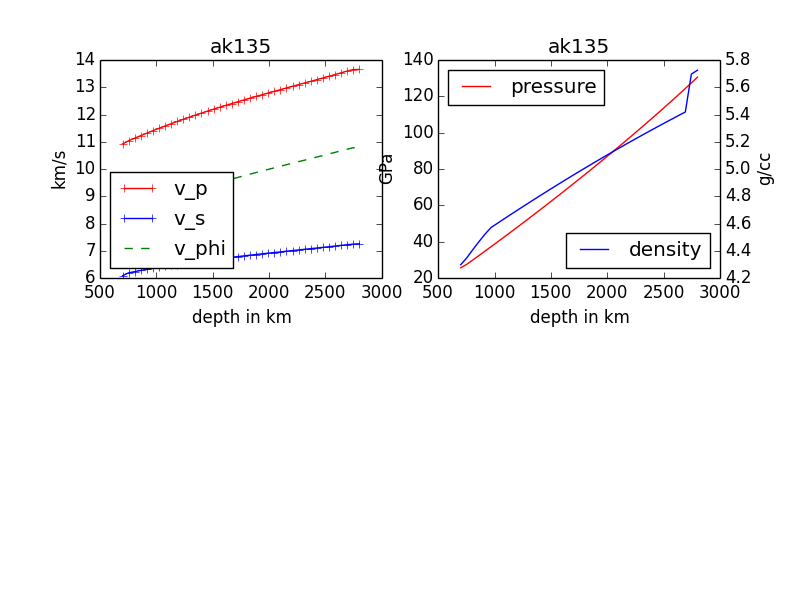 ak135
14
13
12
11
10
9
8
7
6
km/s
v_p
v_s
v_phi
500 1000 1500 2000 2500 3000
depth in km
ak135
140
120
100
80
60
40
20
GPa
pressure
density
5.8
5.6
5.4
5.2
5.0
4.8
4.6
4.4
4.2
g/cc
500 1000 1500 2000 2500 3000
depth in km